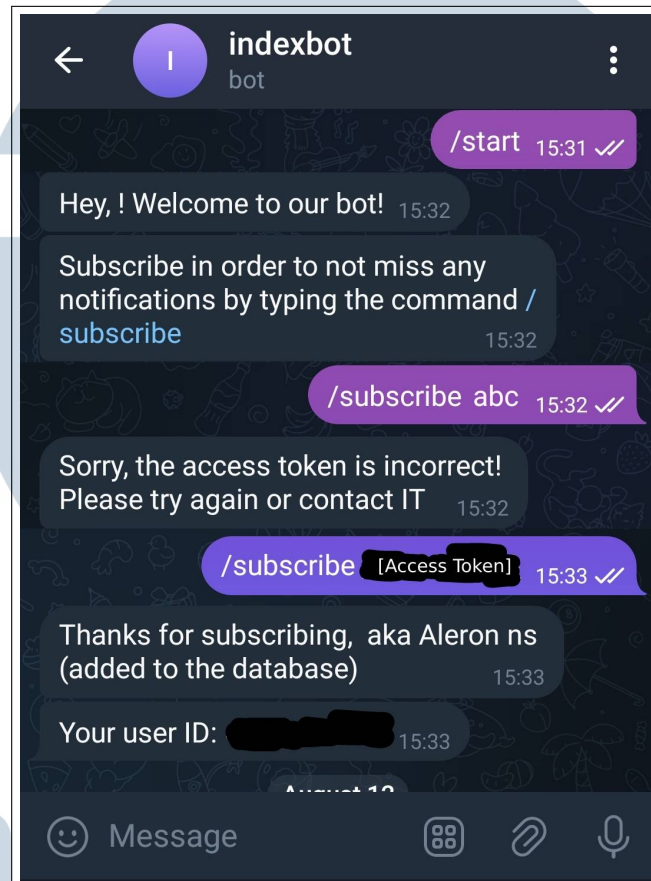 I
indexbot
bot
/start 15:31
Hey, ! Welcome to our bot! 15:32
Subscribe in order to not miss any
notifications by typing the command /
subscribe 15:32
/subscribe abc 15:32
Sorry, the access token is incorrect!
Please try again or contact IT 15:32
/subscribe [Access Token] 15:33
Thanks for subscribing, aka Aleron ns
(added to the database) 15:33
Your user ID: 15:33
August 12
Message